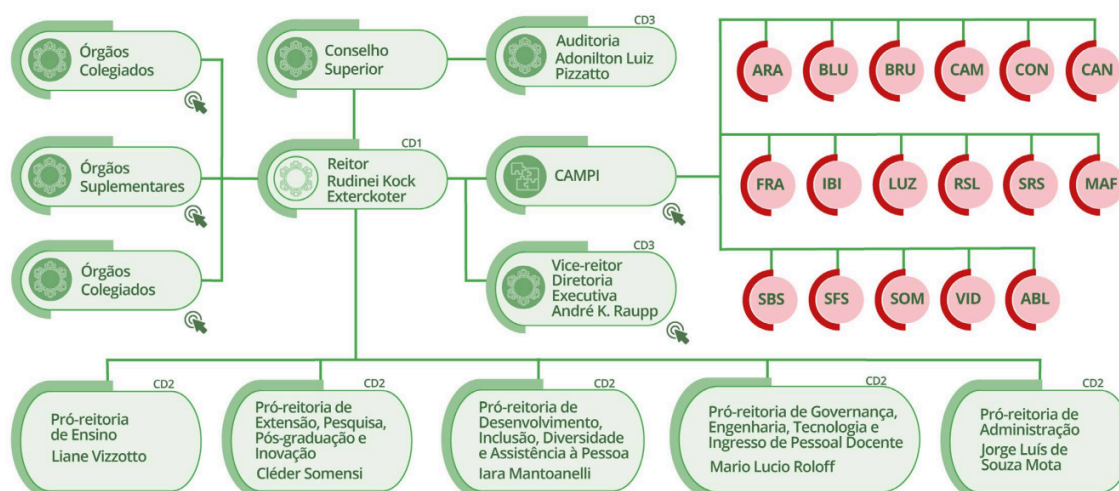 Órgãos
Colegiados
Conselho
Superior
CD3
Auditoria
Adonilton Luiz
Pizzatto
ARA
BLU
BRU
CAM
CON
CAN
Órgãos
Suplementares
CD1
Reitor
Rudinei Kock
Exterckoter
CAMPI
FRA
IBI
LUZ
RSL
SRS
MAF
Órgãos
Colegiados
CD3
Vice-reitor
Diretoria
Executiva
André K. Raupp
SBS
SFS
SOM
VID
ABL
CD2
Pró-reitoria
de Ensino
Liane Vizzotto
CD2
Pró-reitoria de
Extensão, Pesquisa,
Pós-graduação e
Inovação
Cléder Somensi
CD2
Pró-reitoria de
Desenvolvimento,
Inclusão, Diversidade
e Assistência à Pessoa
Iara Mantoanelli
CD2
Pró-reitoria de Governança,
Engenharia, Tecnologia e
Ingresso de Pessoal Docente
Mario Lucio Roloff
CD2
Pró-reitoria de
Administração
Jorge Luís de
Souza Mota